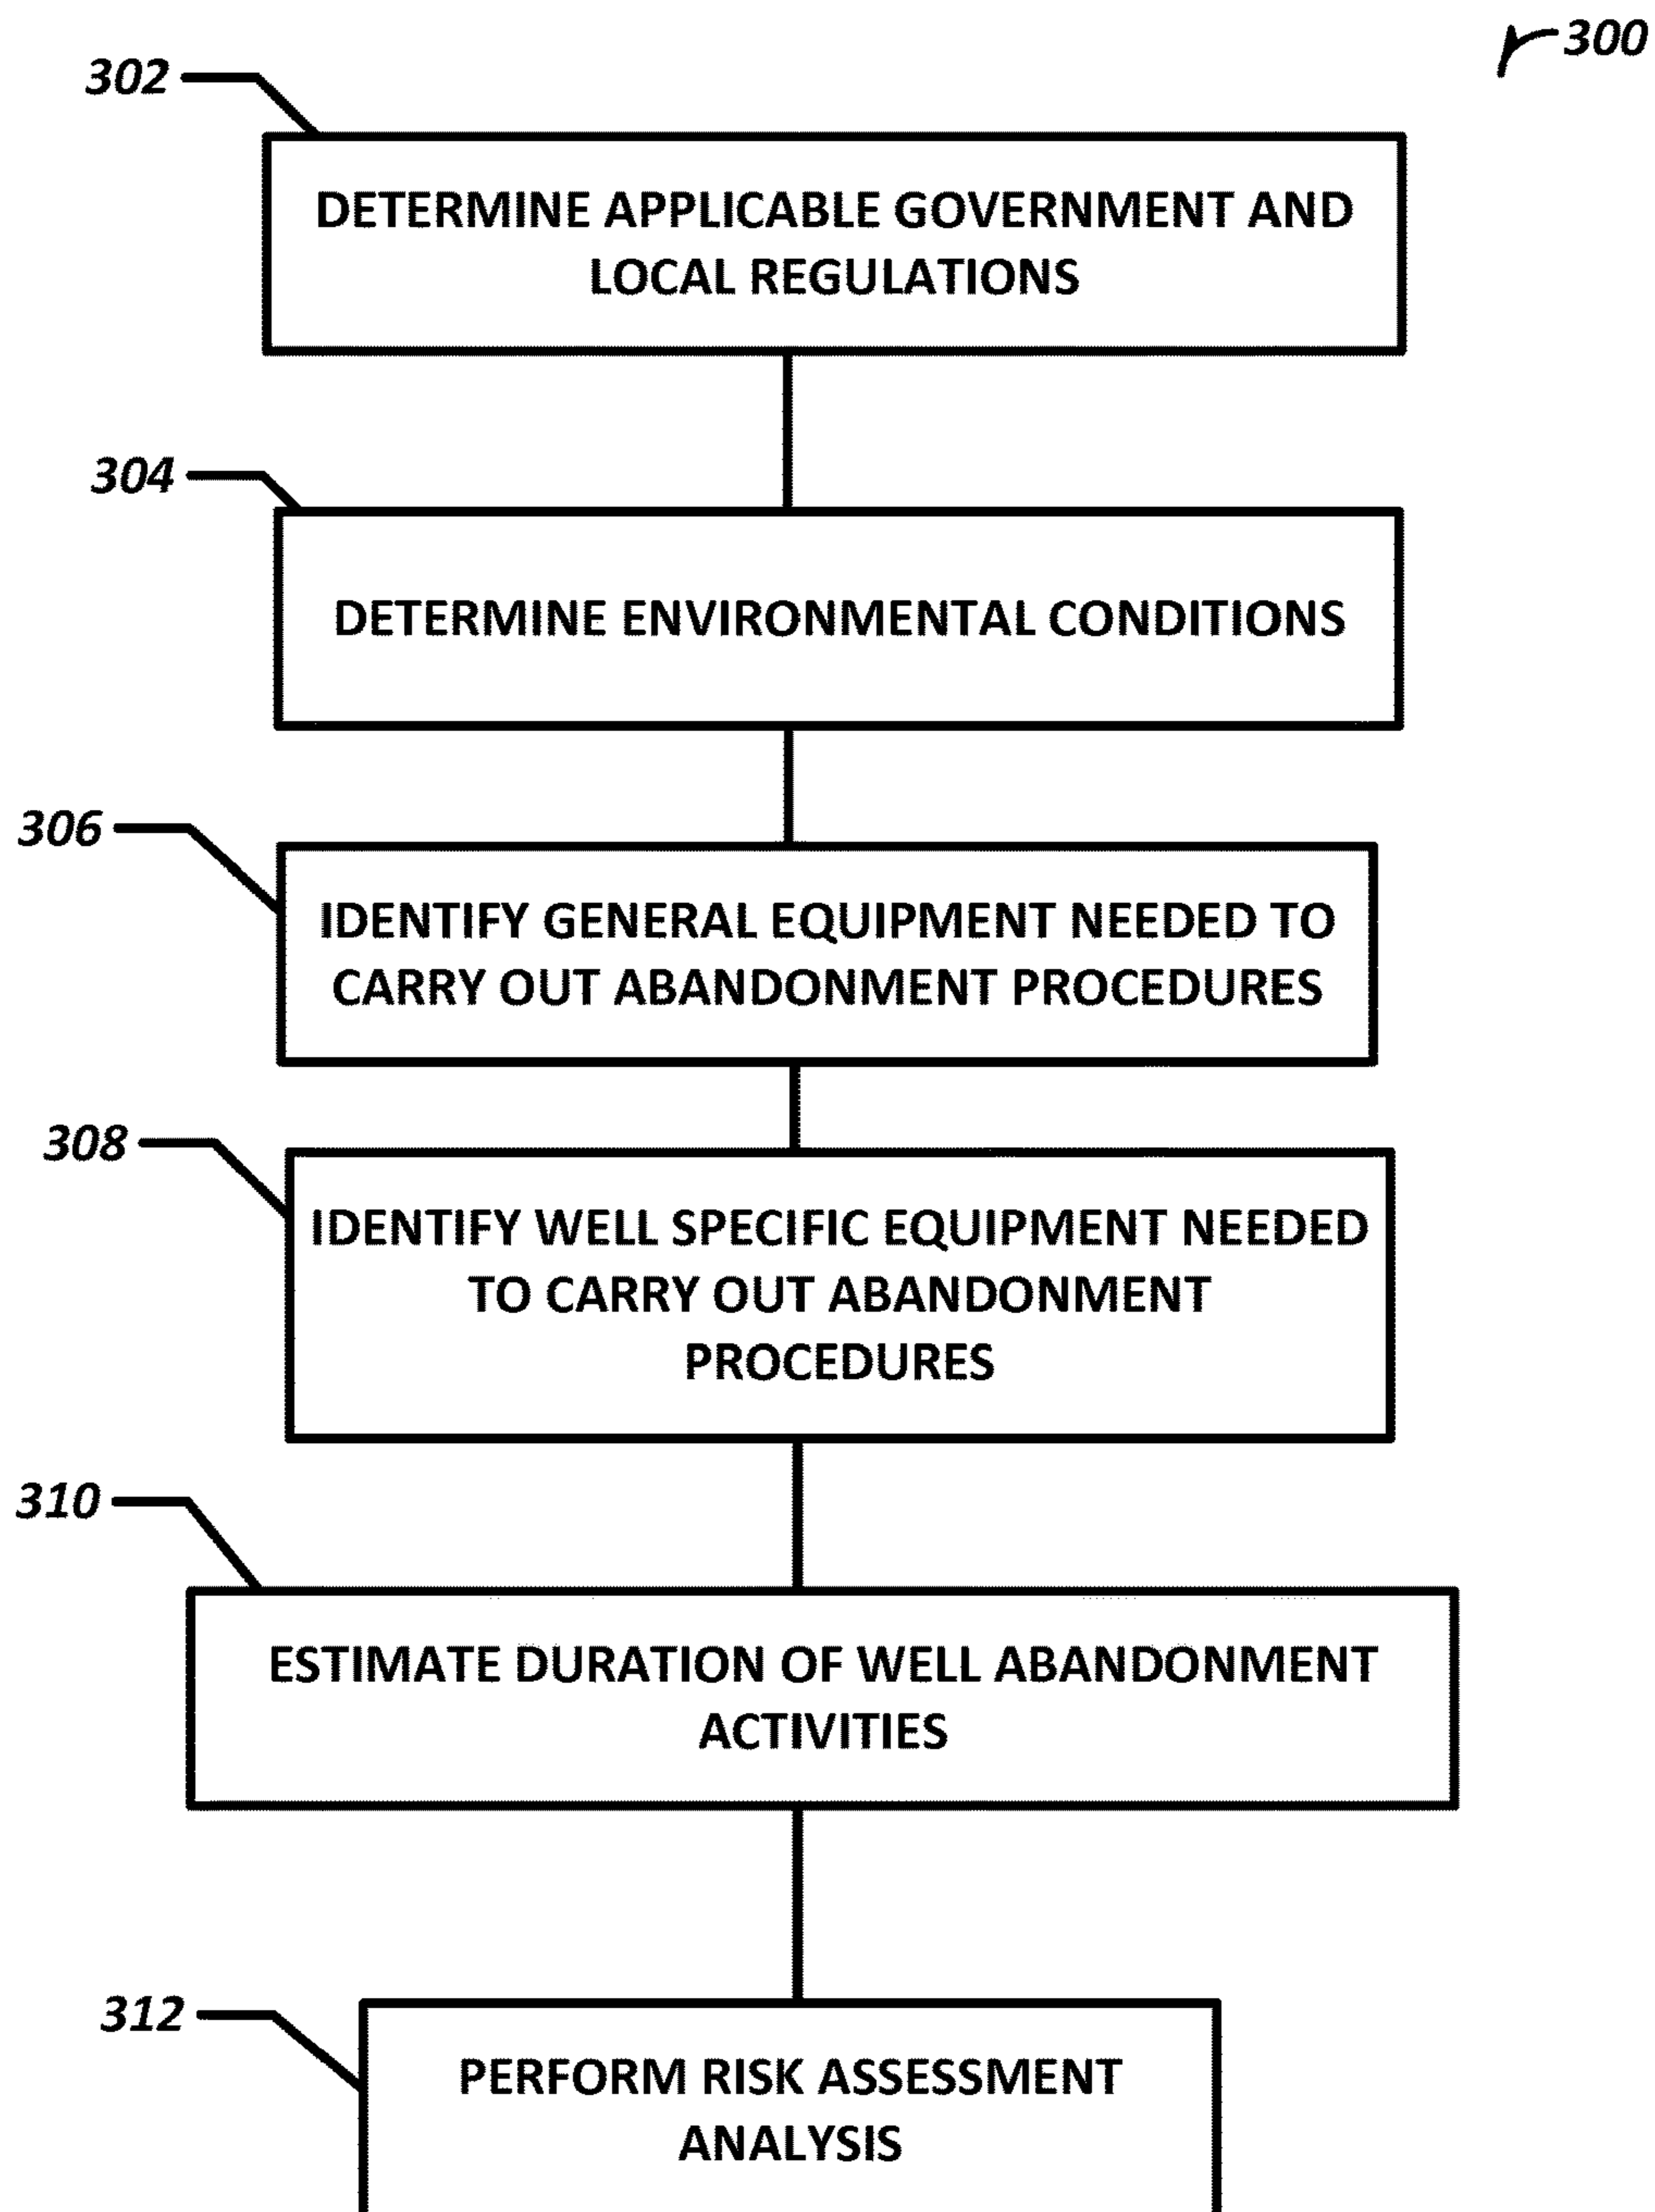 300
302
DETERMINE APPLICABLE GOVERNMENT AND
LOCAL REGULATIONS
304
DETERMINE ENVIRONMENTAL CONDITIONS
306
IDENTIFY GENERAL EQUIPMENT NEEDED TO
CARRY OUT ABANDONMENT PROCEDURES
308
IDENTIFY WELL SPECIFIC EQUIPMENT NEEDED
TO CARRY OUT ABANDONMENT
PROCEDURES
310
ESTIMATE DURATION OF WELL ABANDONMENT
ACTIVITIES
312
PERFORM RISK ASSESSMENT
ANALYSIS